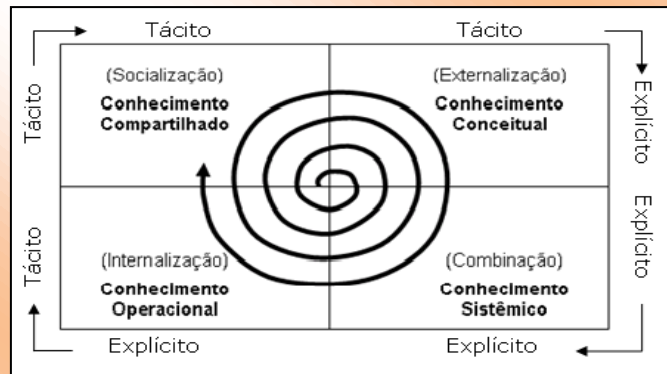 Tácito
Tácito
(Socialização)
Conhecimento
Compartilhado
(Externalização)
Conhecimento
Conceitual
Tácito
Explícito
Tácito
Explícito
(Internalização)
Conhecimento
Operacional
(Combinação)
Conhecimento
Sistêmico
Explícito
Explícito